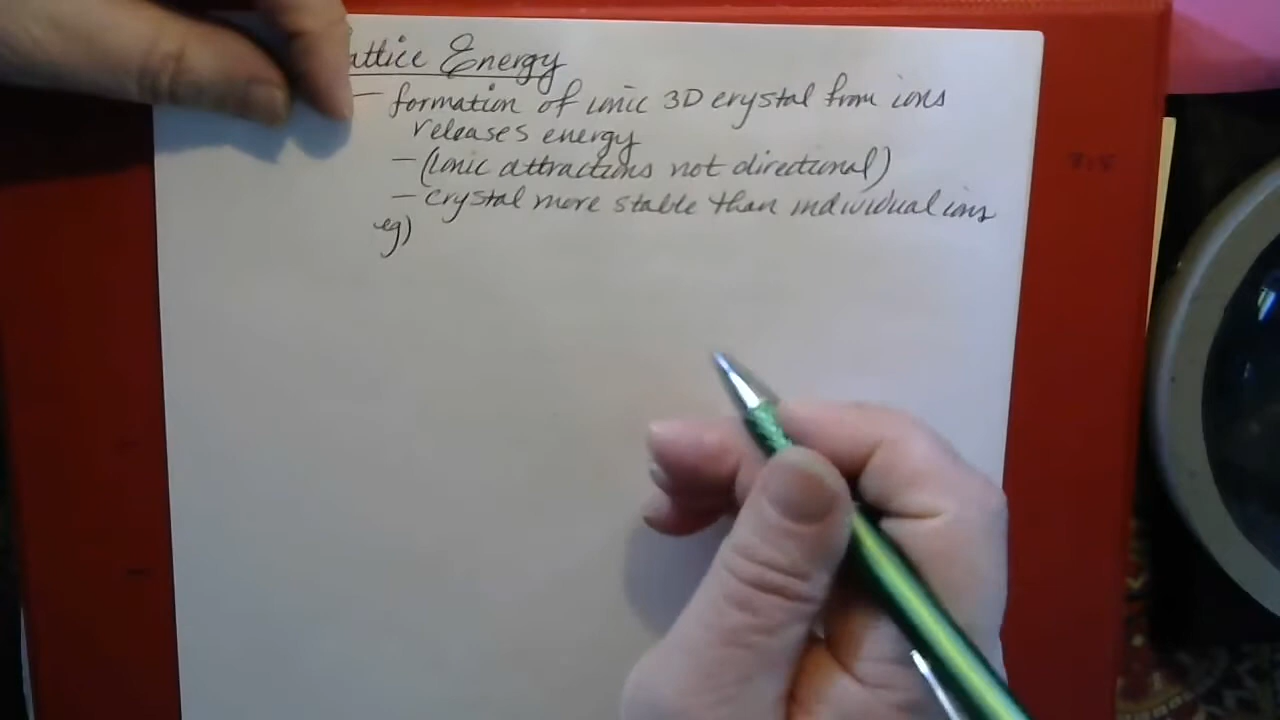 attice Energy
- formation of ionic 3D crystal from ions
releases energy
- (ionic attractions not directional)
- crystal more stable than individual ions
eg)